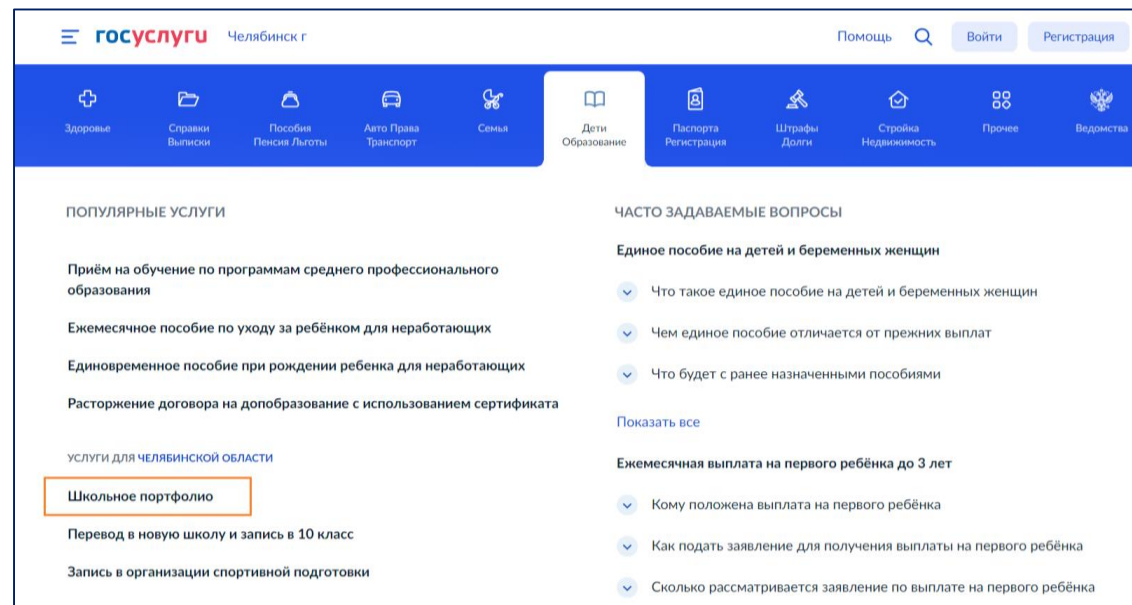 госуслуги Челябинск г Помощь Войти Регистрация
Здоровье
Справки
Выписки
Пособия
Пенсия Льготы
Авто Права
Транспорт
Семья
Дети
Образование
Паспорта
Регистрация
Штрафы
Долги
Стройка
Недвижимость
Прочее
Ведомства
ПОПУЛЯРНЫЕ УСЛУГИ
Приём на обучение по программам среднего профессионального
образования
Ежемесячное пособие по уходу за ребёнком для неработающих
Единовременное пособие при рождении ребенка для неработающих
Расторжение договора на допобразование с использованием сертификата
УСЛУГИ ДЛЯ ЧЕЛЯБИНСКОЙ ОБЛАСТИ
Школьное портфолио
Перевод в новую школу и запись в 10 класс
Запись в организации спортивной подготовки
ЧАСТО ЗАДАВАЕМЫЕ ВОПРОСЫ
Единое пособие на детей и беременных женщин
Что такое единое пособие на детей и беременных женщин
Чем единое пособие отличается от прежних выплат
Что будет с ранее назначенными пособиями
Показать все
Ежемесячная выплата на первого ребёнка до 3 лет
Кому положена выплата на первого ребёнка
Как подать заявление для получения выплаты на первого ребёнка
Сколько рассматривается заявление по выплате на первого ребёнка